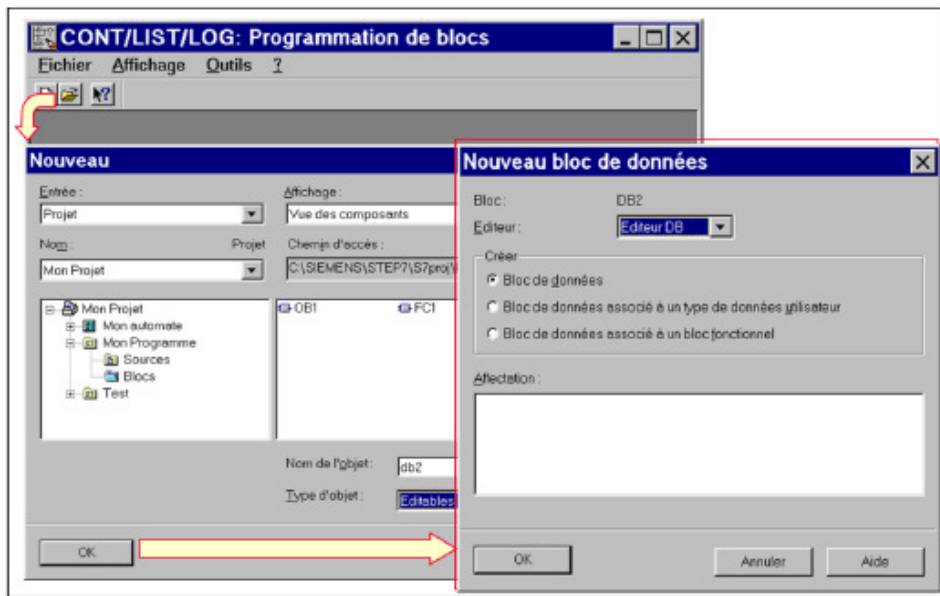 CONT/LIST/LOG: Programmation de blocs
Fichier Affichage Outils ?
Nouveau
Entrée :
Projet
Affichage :
Vue des composants
Nom : Projet
Mon Projet
Chemin d'accès :
C:\SIEMENS\STEP7\S7proj\
Mon Projet
Mon automate
Mon Programme
Sources
Blocs
Test
OB1 FC1
Nom de l'objet : db2
Type d'objet : Editables
OK
Nouveau bloc de données
Bloc : DB2
Editeur : Editeur DB
Créer
Bloc de données
Bloc de données associé à un type de données utilisateur
Bloc de données associé à un bloc fonctionnel
Affectation :
OK Annuler Aide